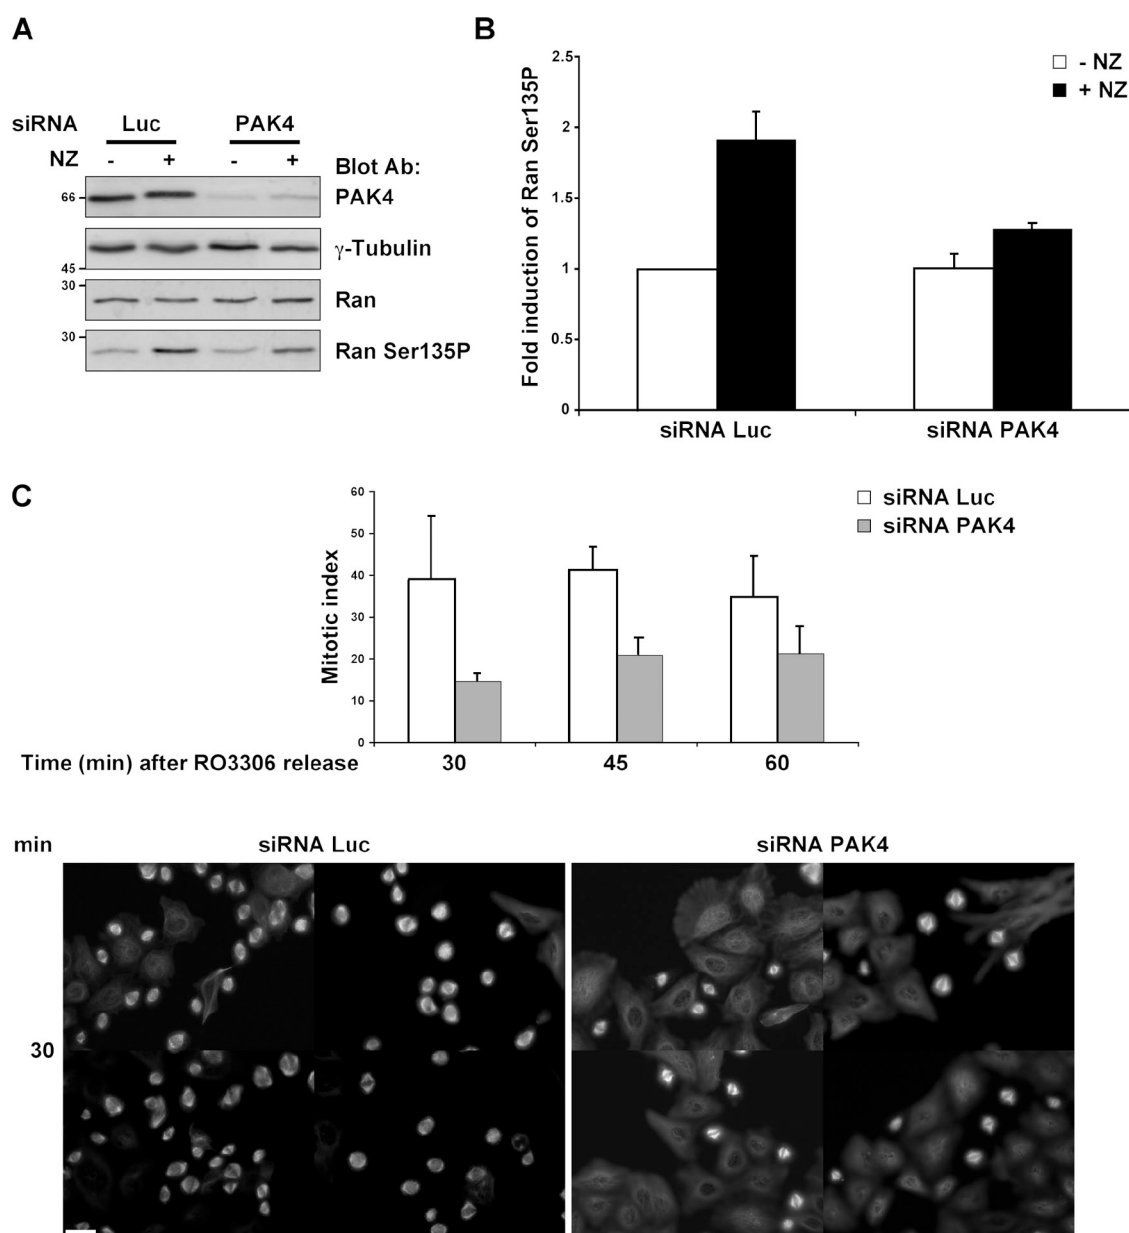 A
siRNA Luc PAK4
NZ - + - + Blot Ab:
66 PAK4
γ-Tubulin
45
30
Ran
30
Ran Ser135P
B
Fold induction of Ran Ser135P
2.5
2
1.5
1
0.5
0
- NZ
+ NZ
siRNA Luc siRNA PAK4
C
Mitotic index
60
50
40
30
20
10
0
siRNA Luc
siRNA PAK4
Time (min) after RO3306 release 30 45 60
min siRNA Luc siRNA PAK4
30